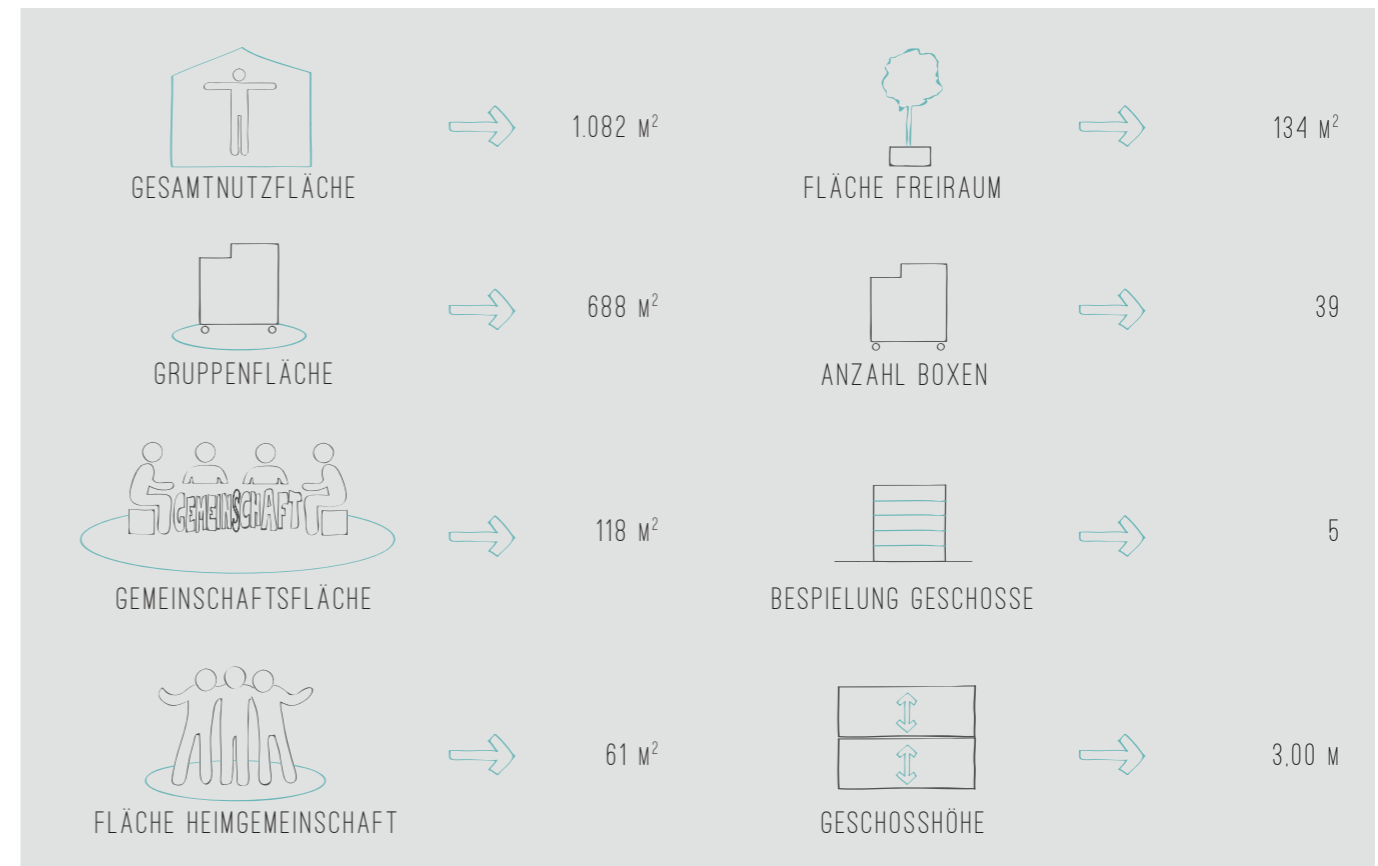 1.082 M²
GESAMTNUTZFLÄCHE
134 M²
FLÄCHE FREIRAUM
688 M²
GRUPPENFLÄCHE
39
ANZAHL BOXEN
GEMEINSCHAFT
118 M²
GEMEINSCHAFTSFLÄCHE
5
BESPIELUNG GESCHOSSE
61 M²
FLÄCHE HEIMGEMEINSCHAFT
3,00 M
GESCHOSSHÖHE